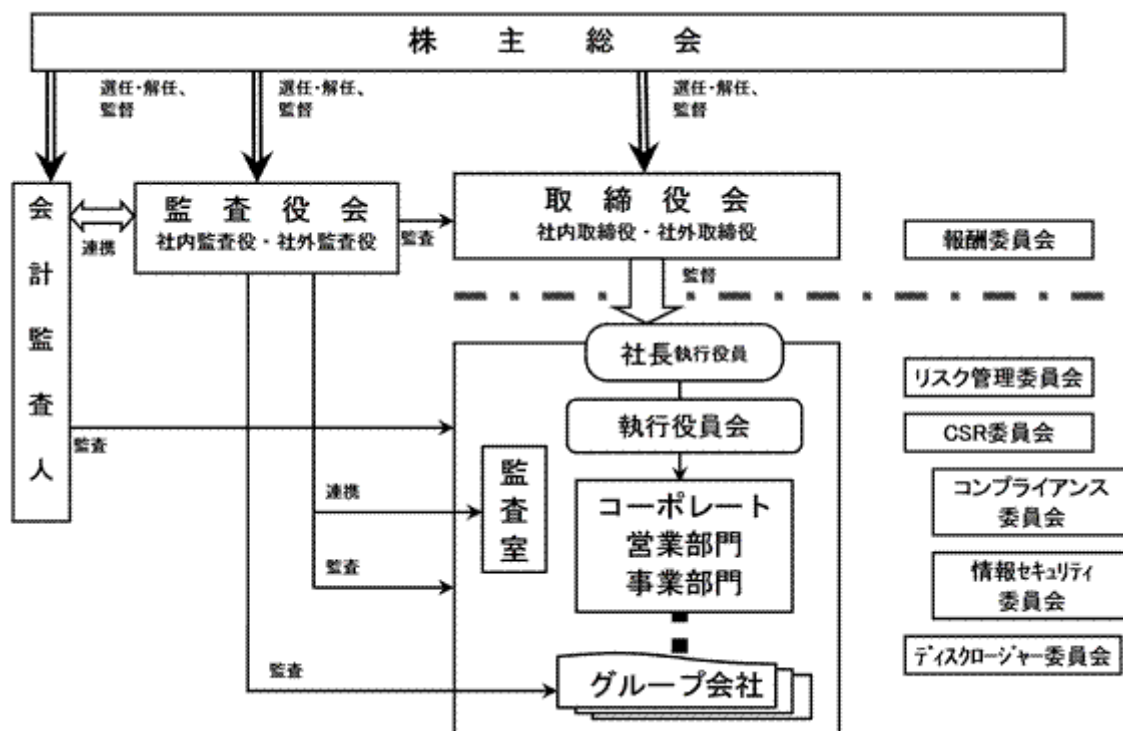 株主総会
選任・解任、
監督
選任・解任、
監督
選任・解任、
監督
会計監査人
連携
監査役会
社内監査役・社外監査役
監査
取締役会
社内取締役・社外取締役
報酬委員会
監督
社長執行役員
リスク管理委員会
執行役員会
CSR委員会
監査
監査室
連携
コーポレート
営業部門
事業部門
コンプライアンス
委員会
監査
情報セキュリティ
委員会
ディスクロージャー委員会
監査
グループ会社